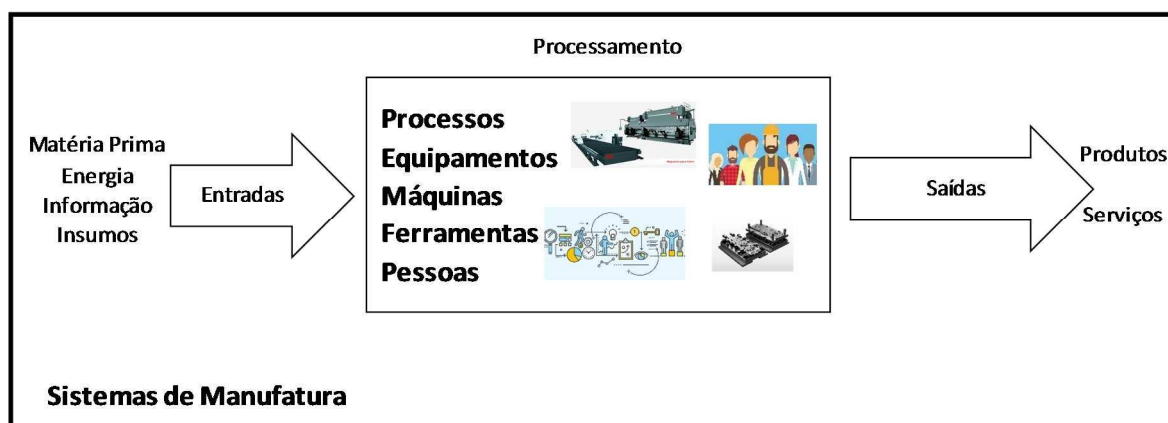 Processamento
Matéria Prima
Energia
Informação
Insumos
Entradas
Processos
Equipamentos
Máquinas
Ferramentas
Pessoas
Saídas
Produtos
Serviços
Sistemas de Manufatura